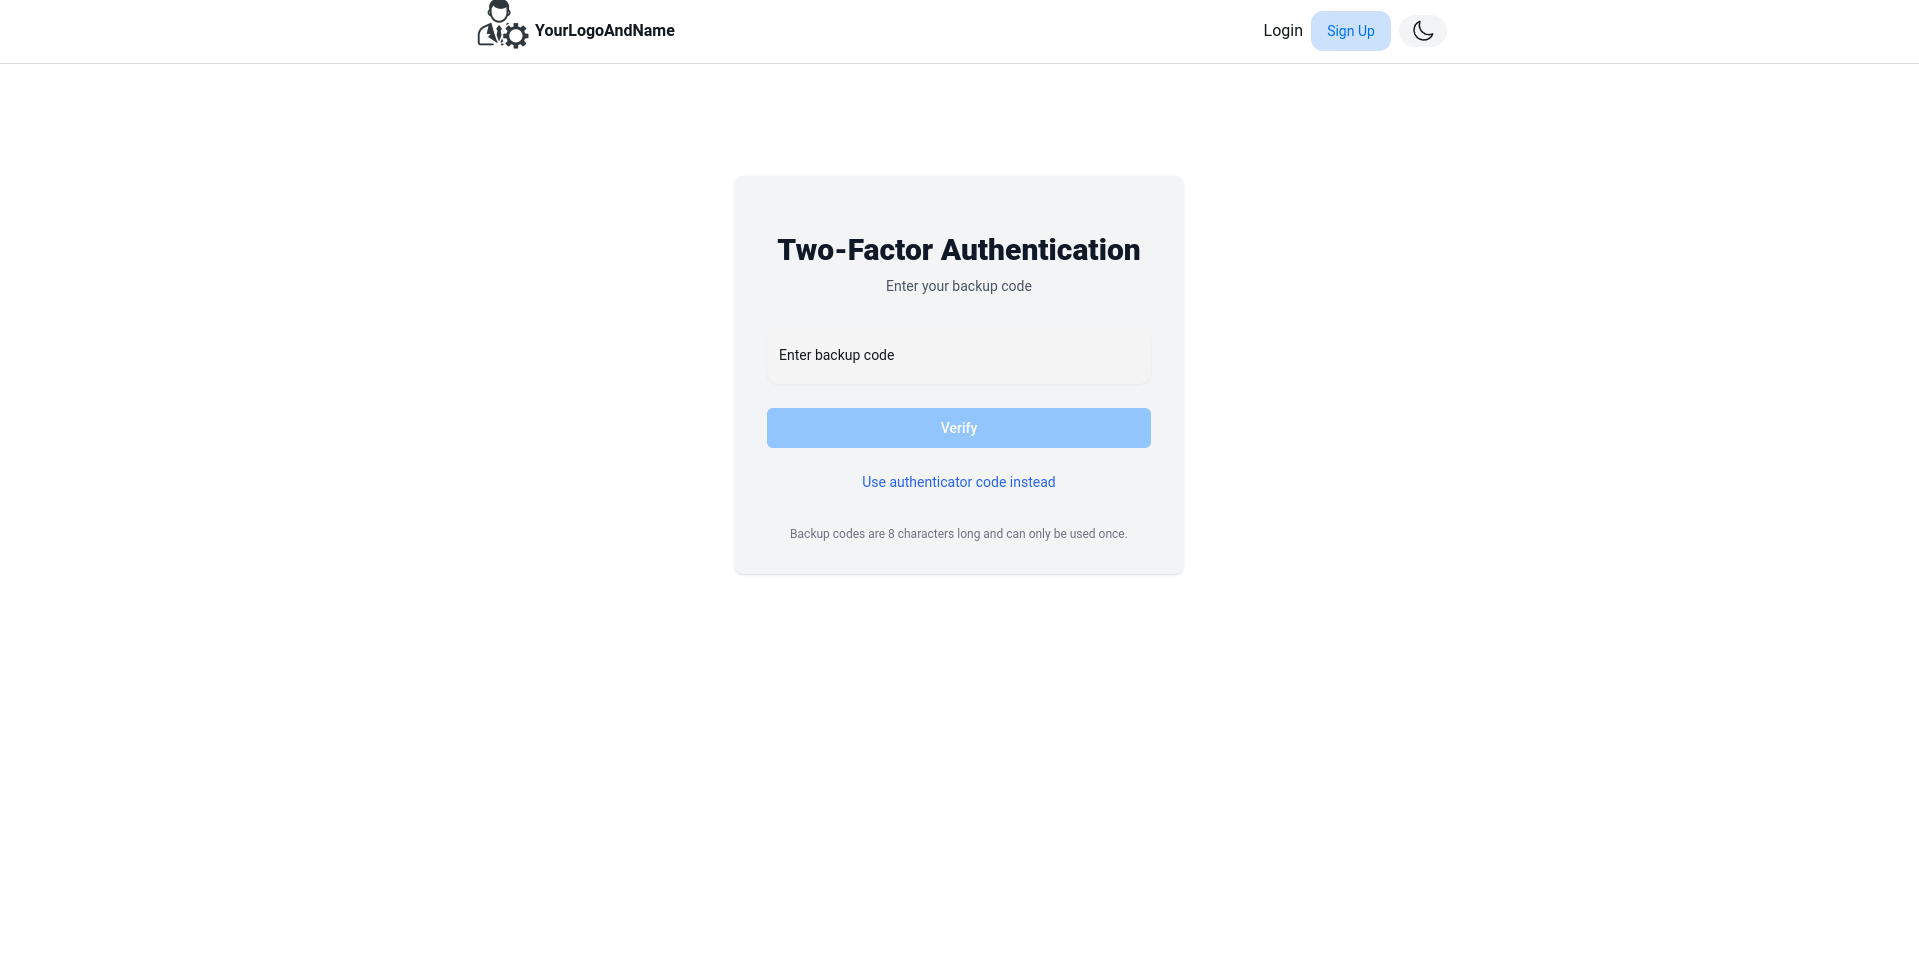 YourLogoAndName
Login
Sign Up
Two-Factor Authentication
Enter your backup code
Enter backup code
Verify
Use authenticator code instead
Backup codes are 8 characters long and can only be used once.